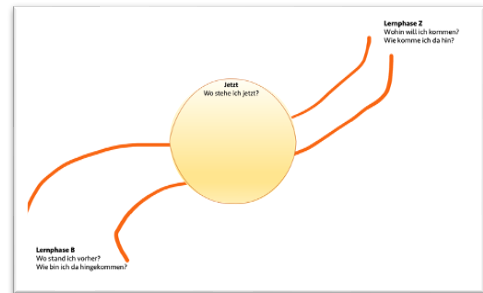 Lernphase Z
Wohin will ich kommen?
Wie komme ich da hin?
Jetzt
Wo stehe ich jetzt?
Lernphase B
Wo stand ich vorher?
Wie bin ich da hingekommen?